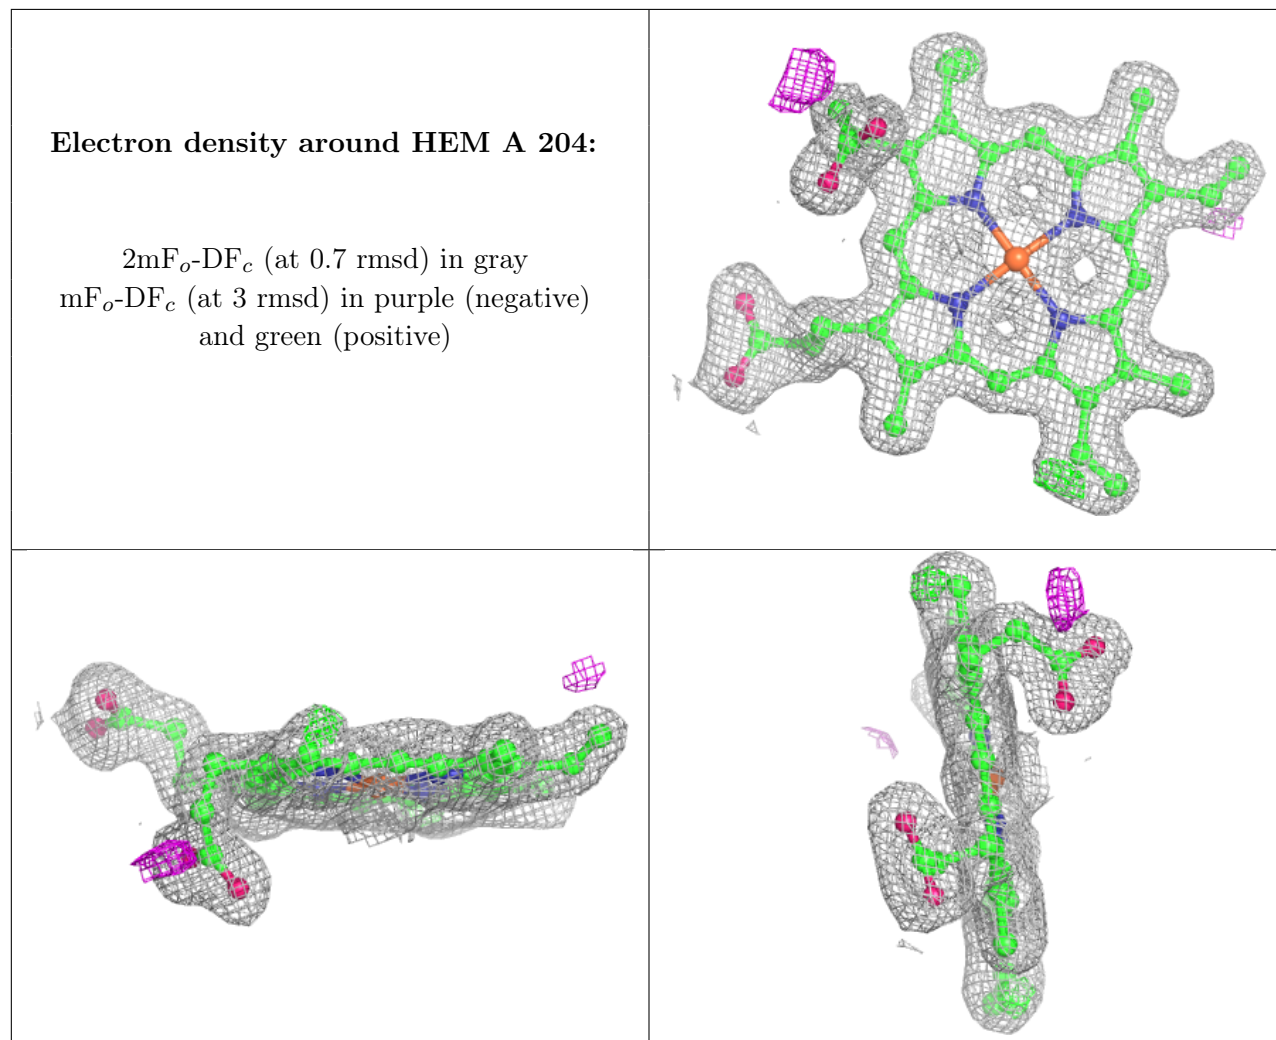 Electron density around HEM A 204:
2mFo-DFc (at 0.7 rmsd) in gray
mFo-DFc (at 3 rmsd) in purple (negative)
and green (positive)